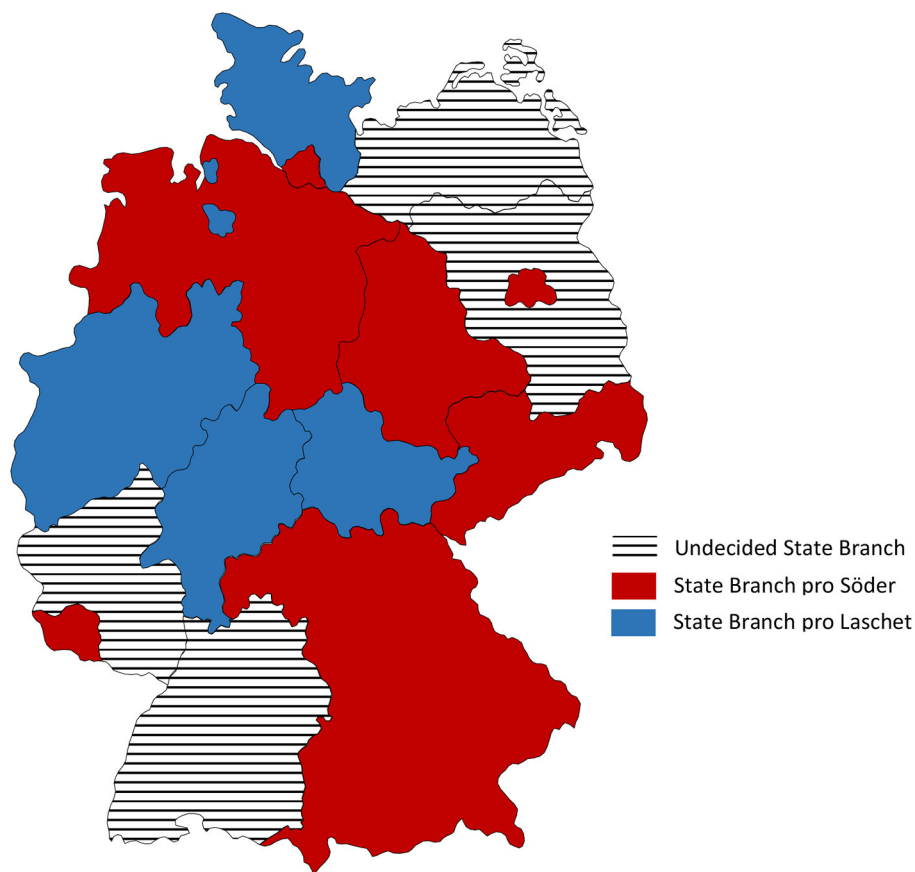 Undecided State Branch
State Branch pro Söder
State Branch pro Laschet